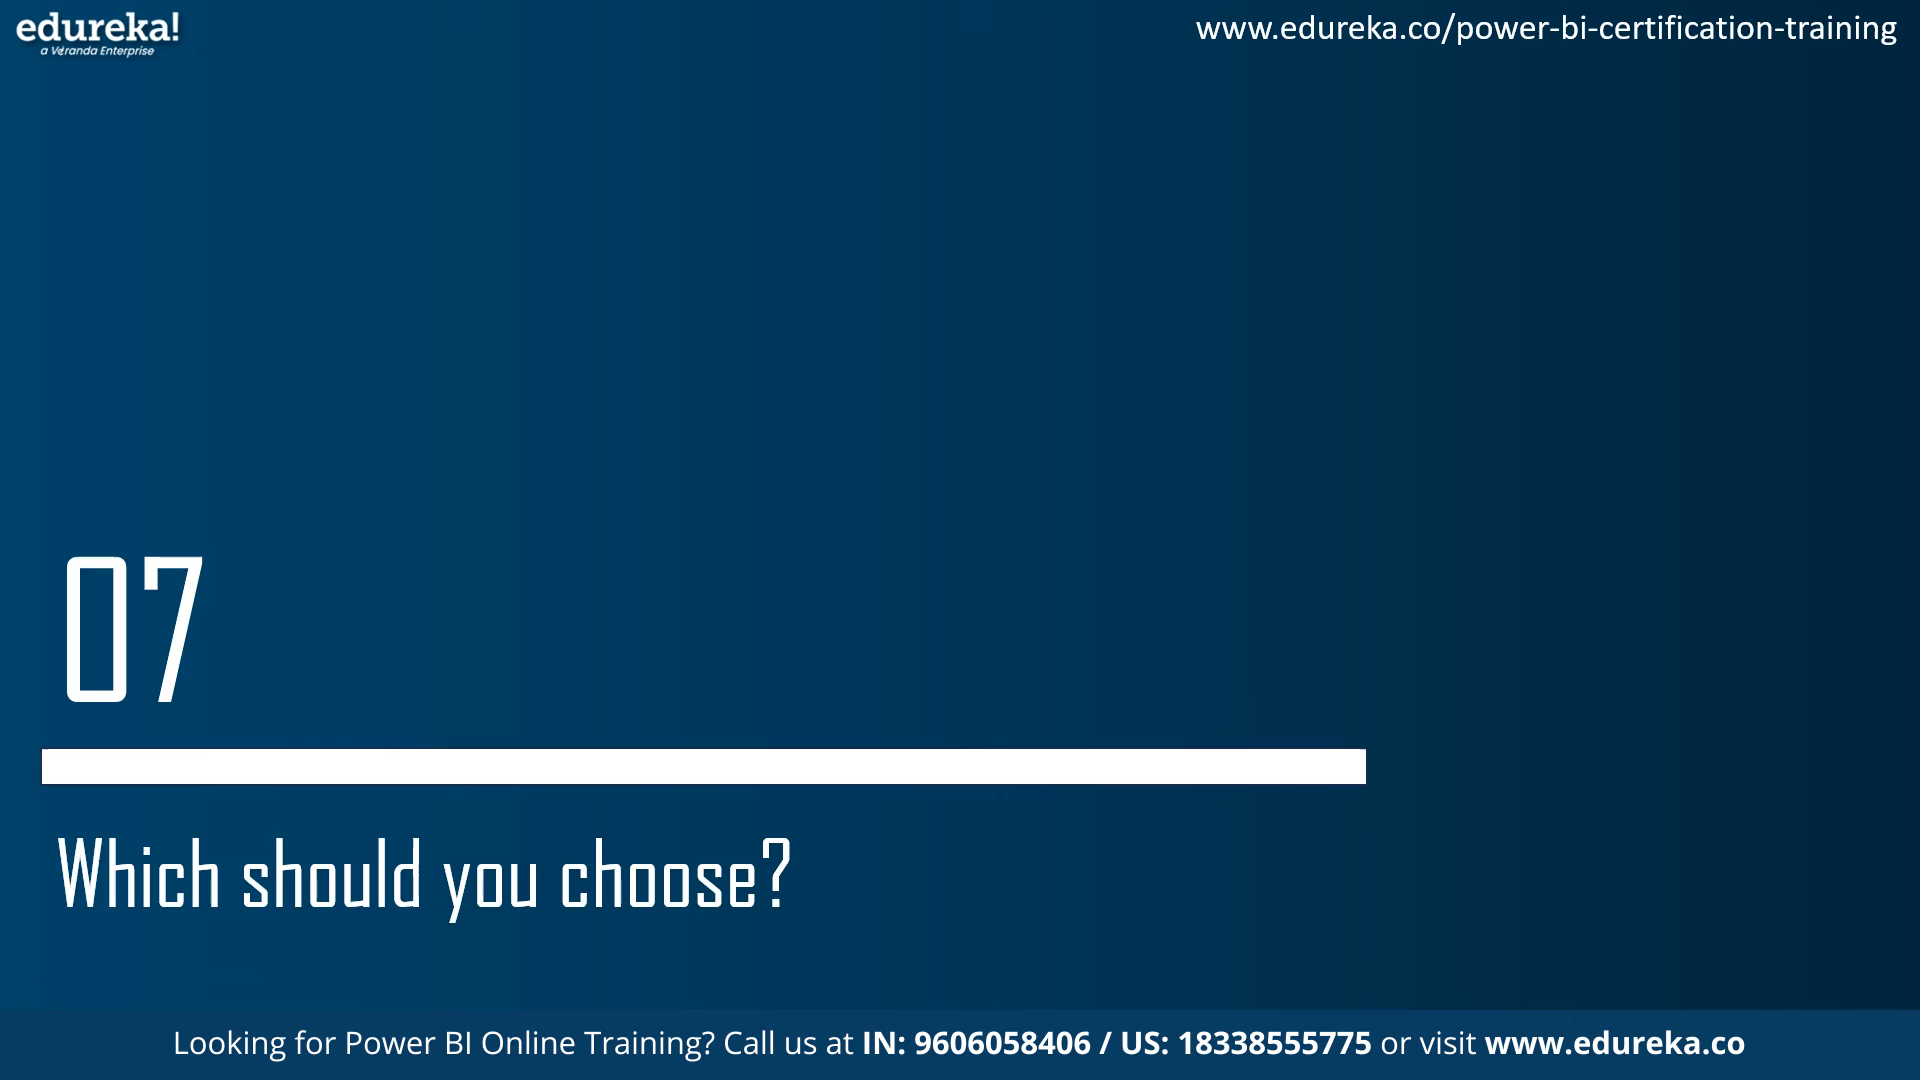 edureka!
a Veranda Enterprise
www.edureka.co/power-bi-certification-training
07
Which should you choose?
Looking for Power BI Online Training? Call us at IN: 9606058406 / US: 18338555775 or visit www.edureka.co